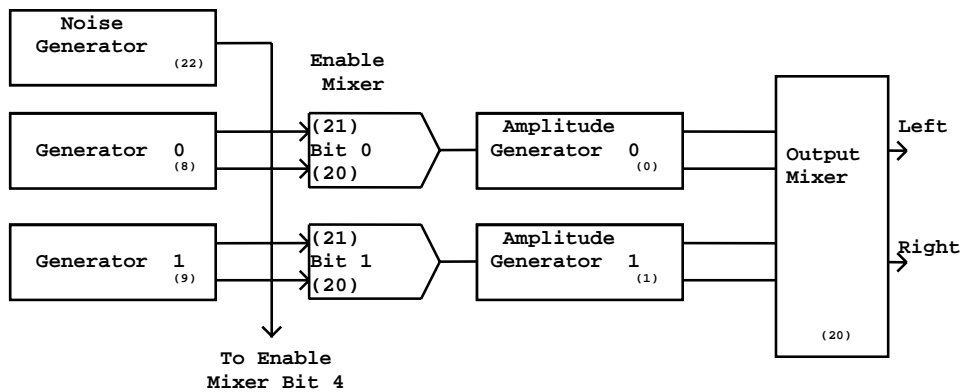 Noise
Generator
(22)
Enable
Mixer
Generator 0
(8)
(21)
Bit 0
(20)
Amplitude
Generator 0
(0)
Output
Mixer
(20)
Left
Right
Generator 1
(9)
(21)
Bit 1
(20)
Amplitude
Generator 1
(1)
To Enable
Mixer Bit 4